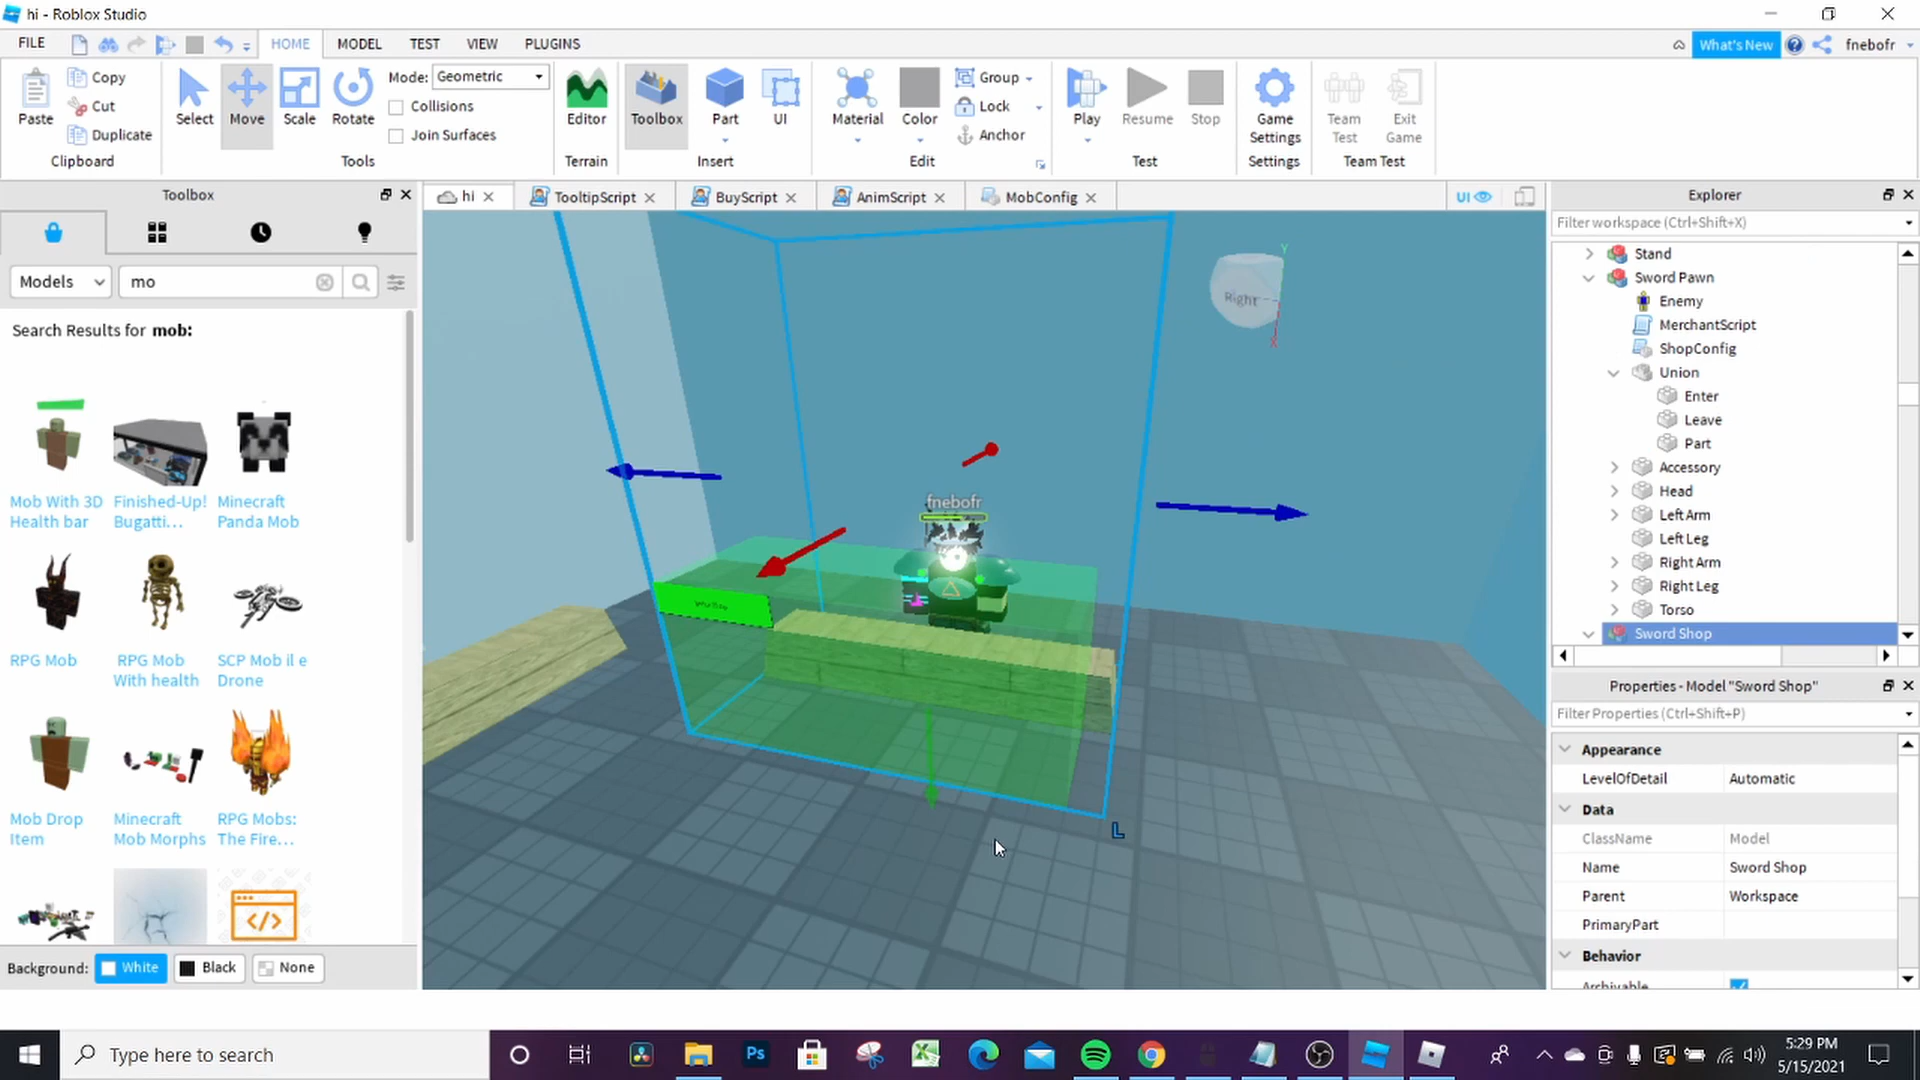 hi - Roblox Studio
FILE
HOME
MODEL
TEST
VIEW
PLUGINS
What's New
fnebofr
Paste
Copy
Cut
Duplicate
Clipboard
Select
Move
Scale
Rotate
Mode: Geometric
Collisions
Join Surfaces
Tools
Editor
Terrain
Toolbox
Part
UI
Insert
Material
Color
Group
Lock
Anchor
Edit
Play
Resume
Stop
Test
Game
Settings
Settings
Team
Test
Exit
Game
Team Test
Toolbox
Models
mo
Search Results for mob:
Mob With 3D
Health bar
Finished-Up!
Bugatti...
Minecraft
Panda Mob
RPG Mob
RPG Mob
With health
SCP Mob il e
Drone
Mob Drop
Item
Minecraft
Mob Morphs
RPG Mobs:
The Fire...
Background:
White
Black
None
hi
TooltipScript
BuyScript
AnimScript
MobConfig
UI
Right
Y
X
fnebofr
L
Explorer
Filter workspace (Ctrl+Shift+X)
Stand
Sword Pawn
Enemy
MerchantScript
ShopConfig
Union
Enter
Leave
Part
Accessory
Head
Left Arm
Left Leg
Right Arm
Right Leg
Torso
Sword Shop
Properties - Model "Sword Shop"
Filter Properties (Ctrl+Shift+P)
Appearance
LevelOfDetail Automatic
Data
ClassName Model
Name Sword Shop
Parent Workspace
PrimaryPart
Behavior
Archivable
Type here to search
Ps
5:29 PM
5/15/2021